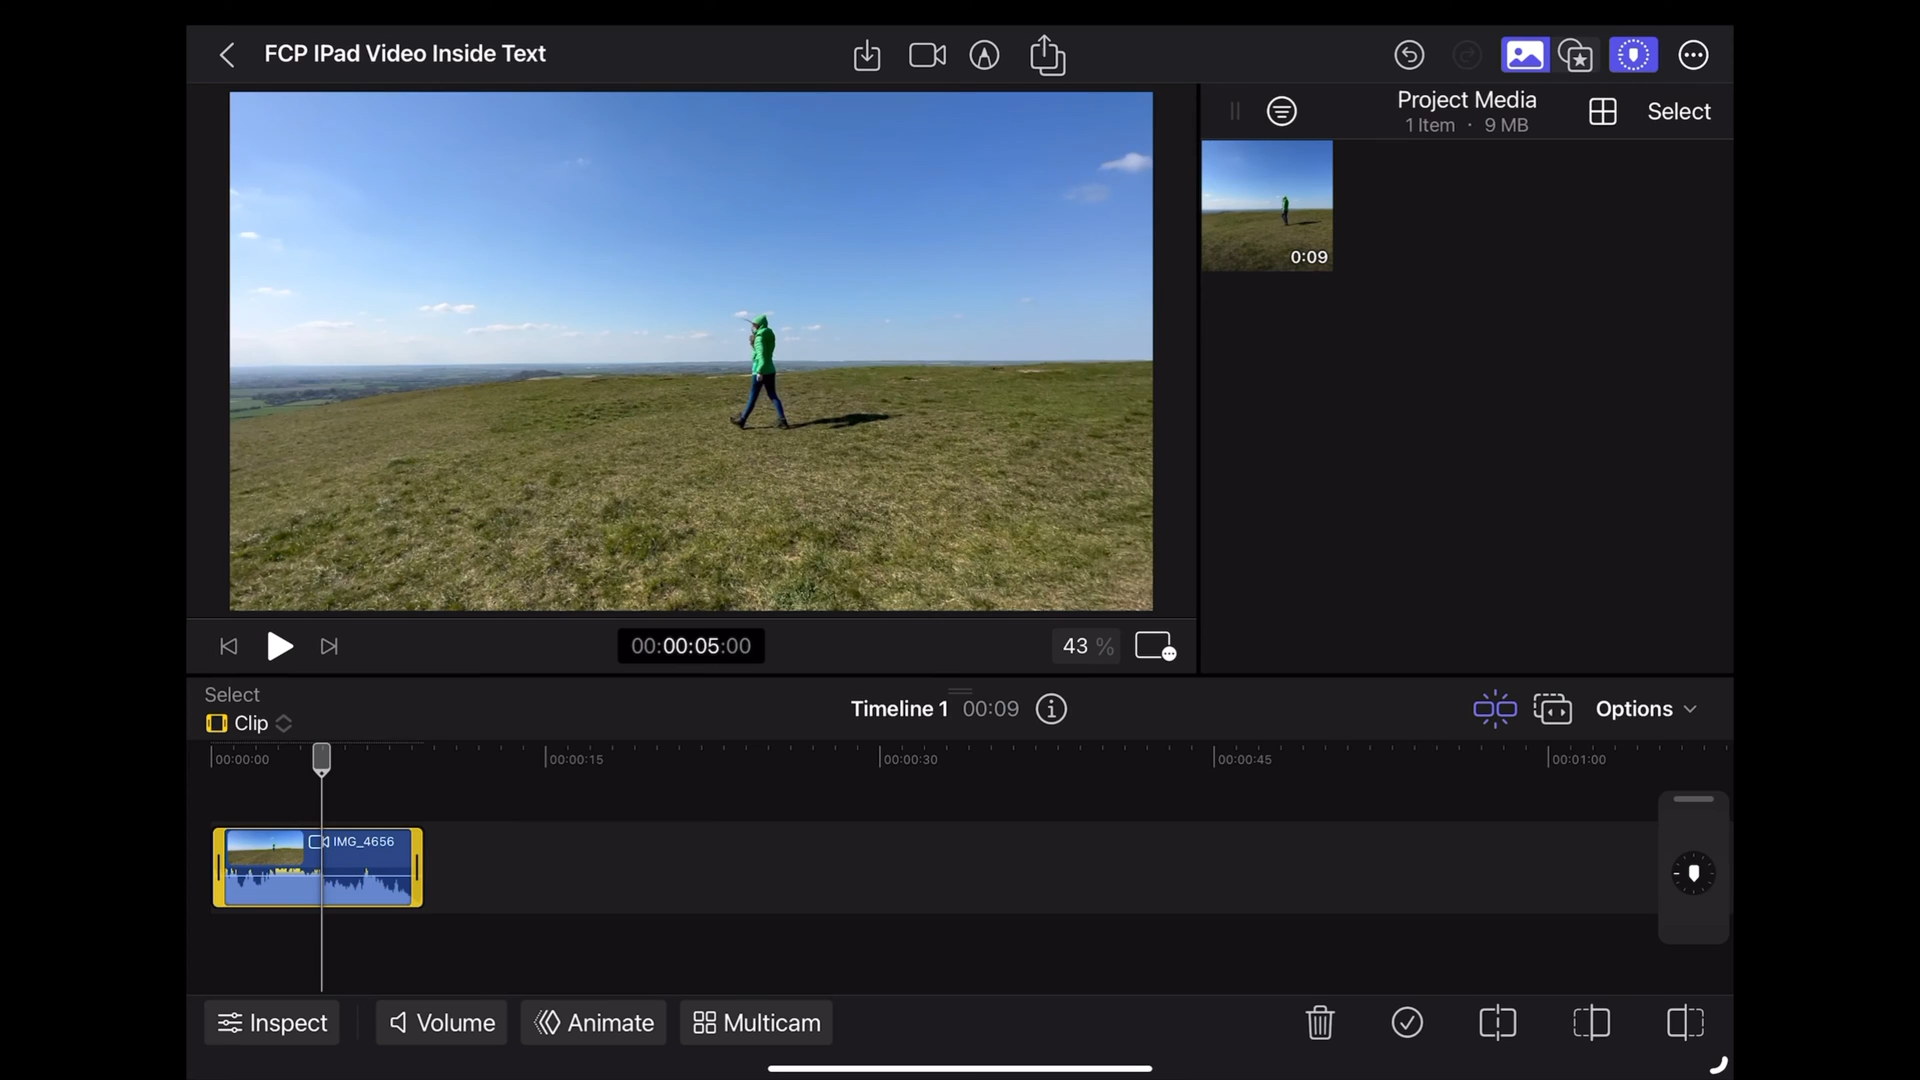 FCP IPad Video Inside Text
Project Media
1 Item · 9 MB
Select
0:09
00:00:05:00
43 %
Select
Clip
Timeline 1 00:09
Options
00:00:00
00:00:15
00:00:30
00:00:45
00:01:00
IMG_4656
Inspect
Volume
Animate
Multicam